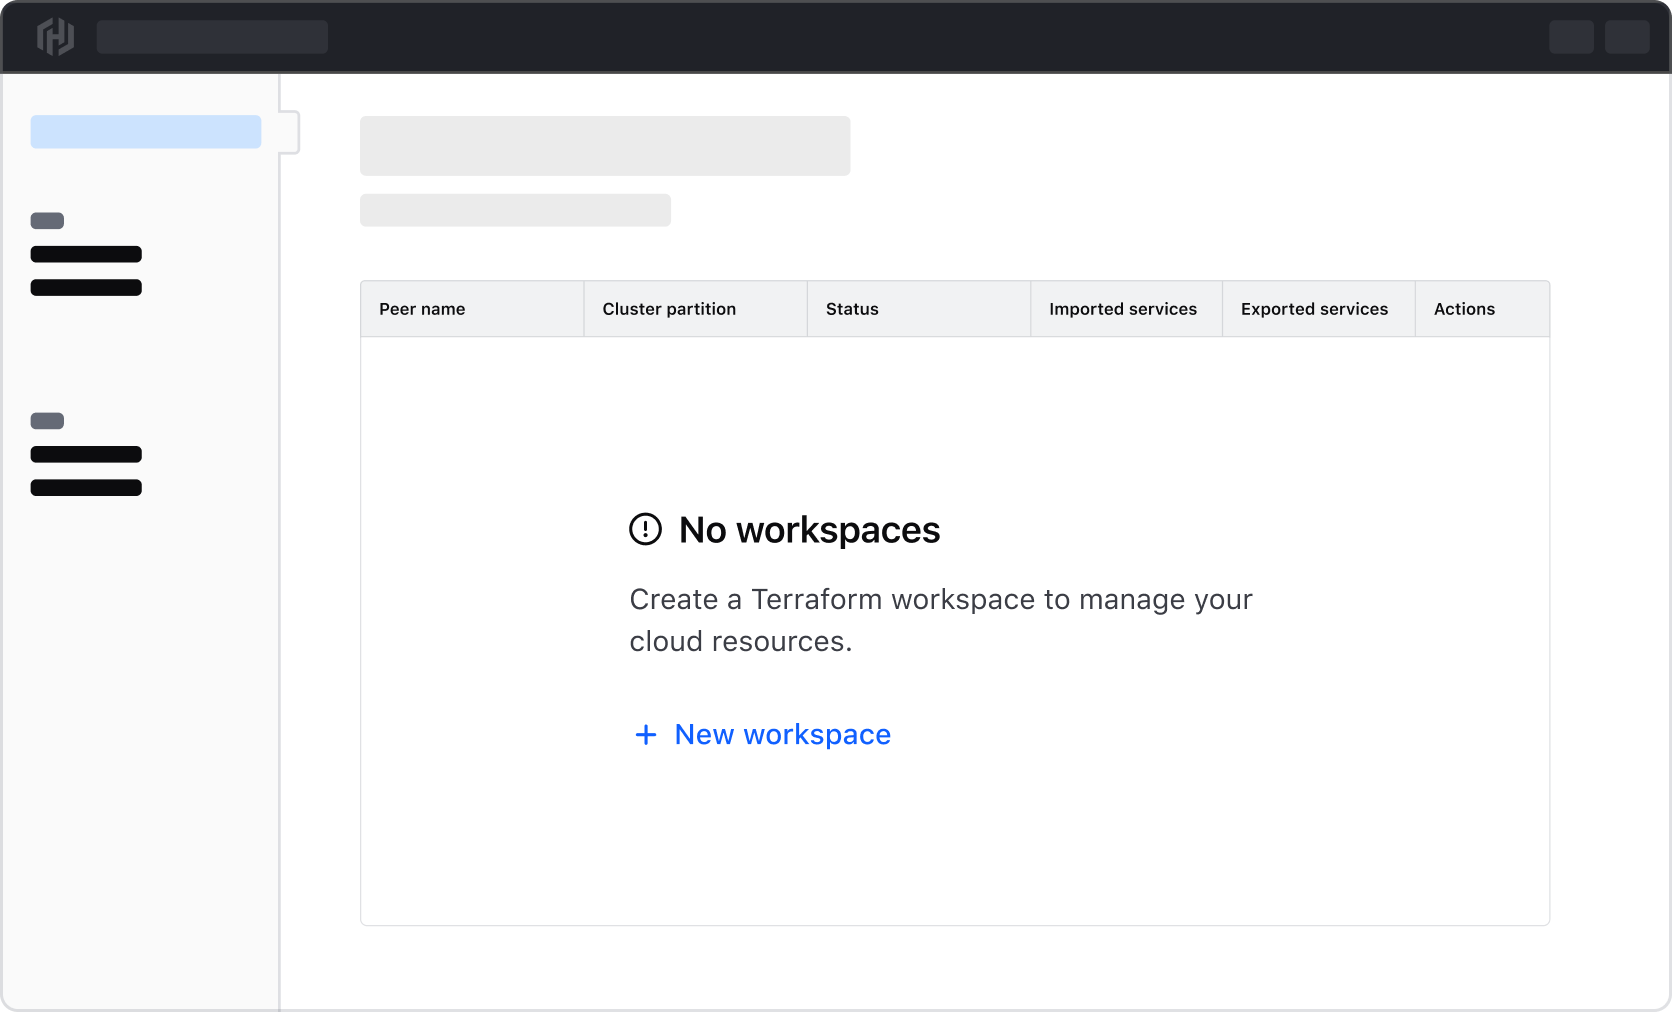 Peer name Cluster partition Status Imported services Exported services Actions
No workspaces
Create a Terraform workspace to manage your
cloud resources.
+ New workspace